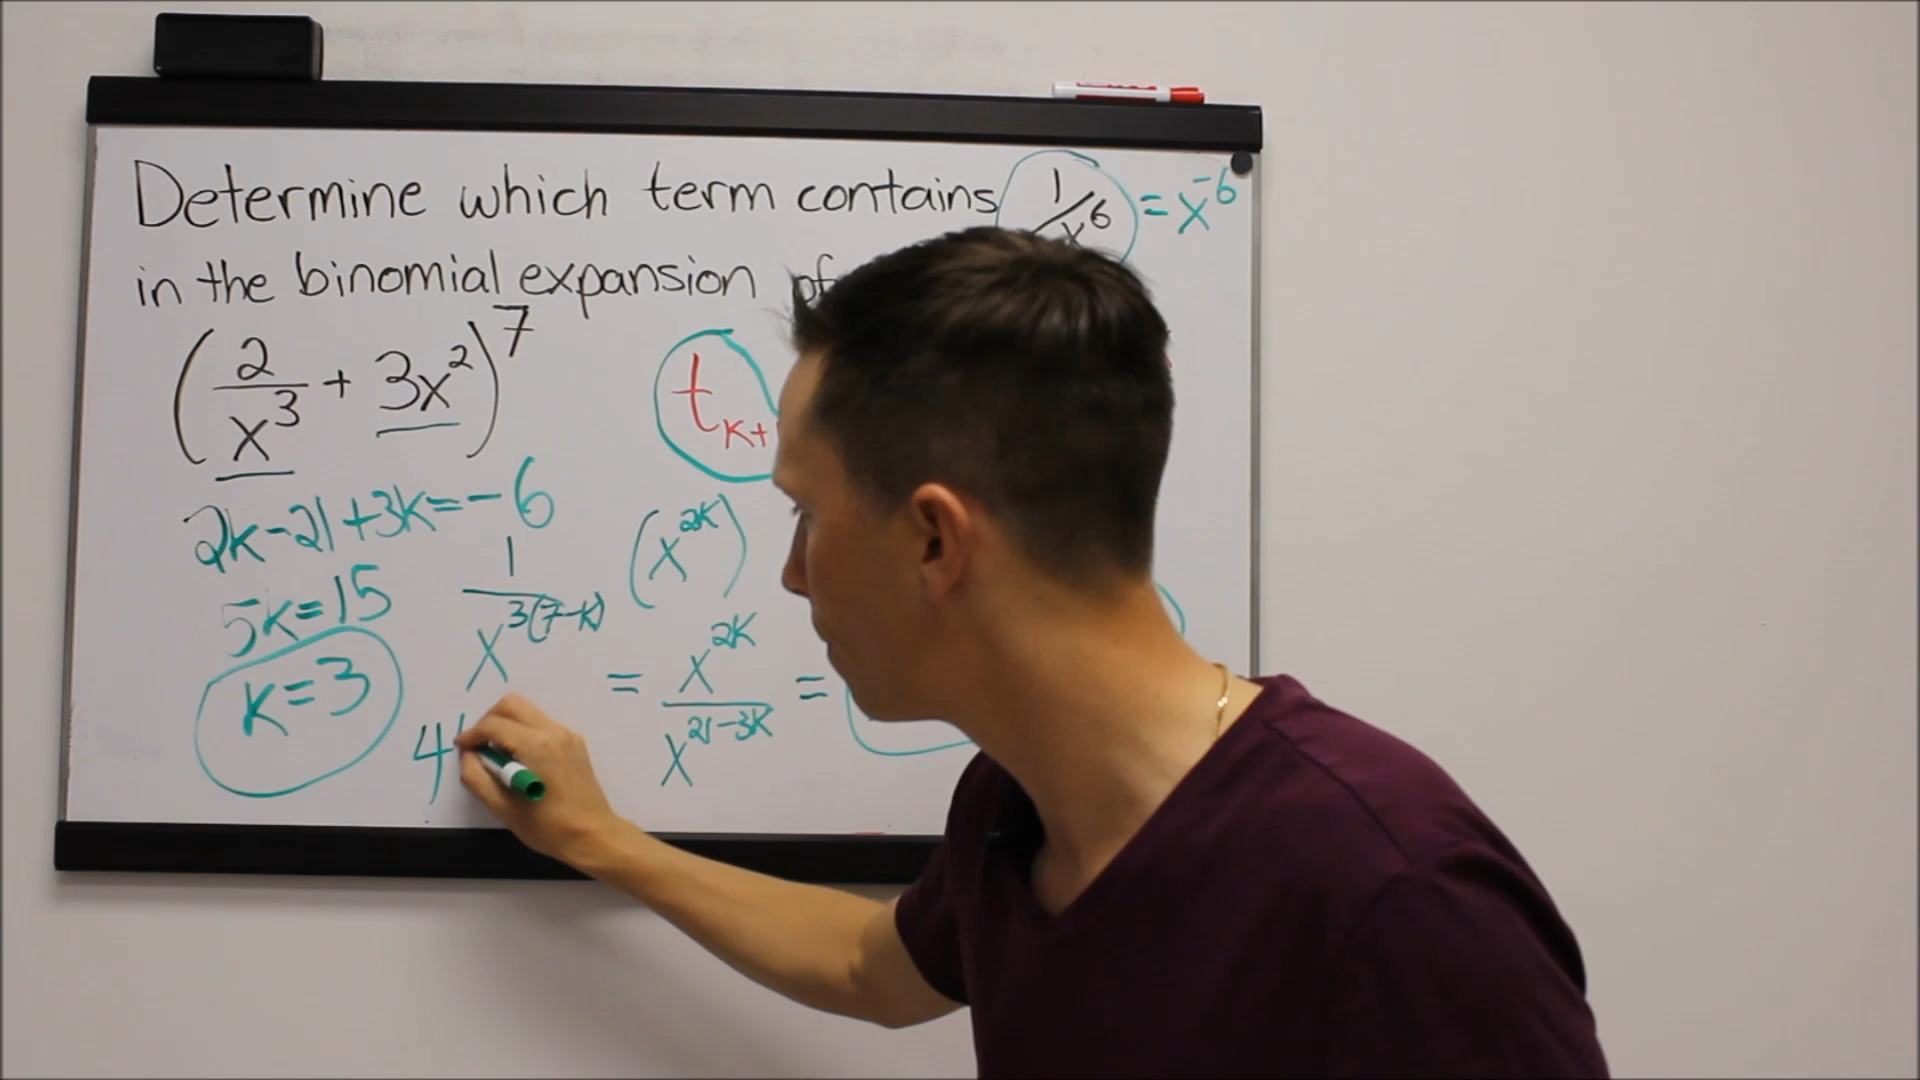 Determine which term contains 1/x^6 = x^-6
in the binomial expansion of
(2/x^3 + 3x^2)^7
t_K+
2k-21+3k=-6
(x^2k)
5k=15
1/x^3(7-k)
= x^2k/x^21-3k =
k=3
4